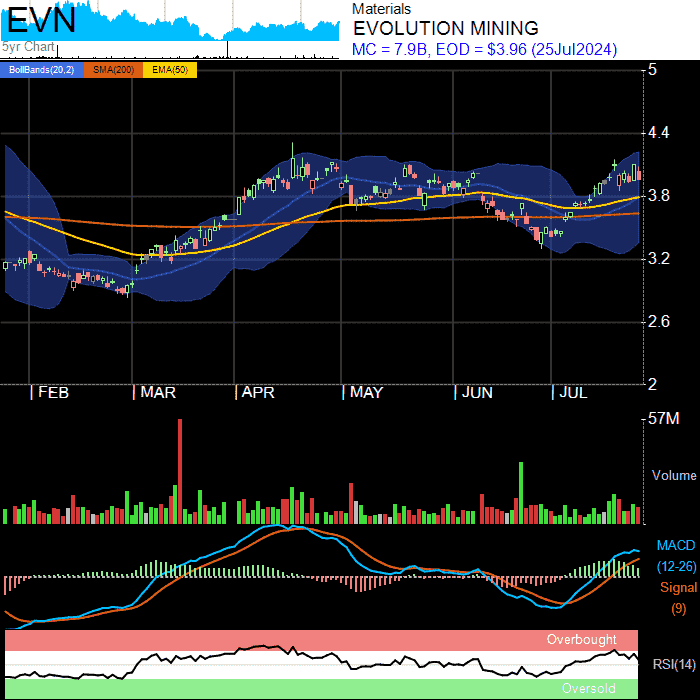 EVN
5yr Chart
Materials
EVOLUTION MINING
MC = 7.9B, EOD = $3.96 (25Jul2024)
BollBands(20,2) SMA(200) EMA(50)
5
4.4
3.8
3.2
2.6
2
FEB MAR APR MAY JUN JUL
57M
Volume
MACD
(12-26)
Signal
(9)
Overbought
RSI(14)
Oversold